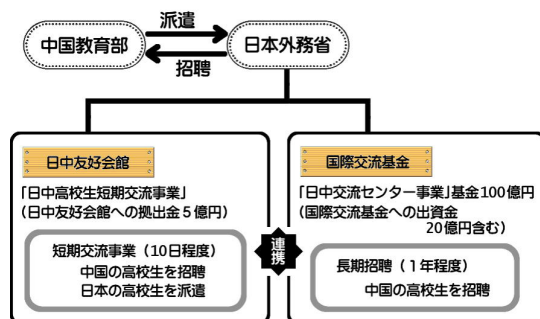 派遣
中国教育部
日本外務省
招聘
日中友好会館
「日中高校生短期交流事業」
(日中友好会館への拠出金5億円)
短期交流事業(10日程度)
中国の高校生を招聘
日本の高校生を派遣
連携
国際交流基金
「日中交流センター事業」基金100億円
(国際交流基金への出資金
20億円含む)
長期招聘(1年程度)
中国の高校生を招聘